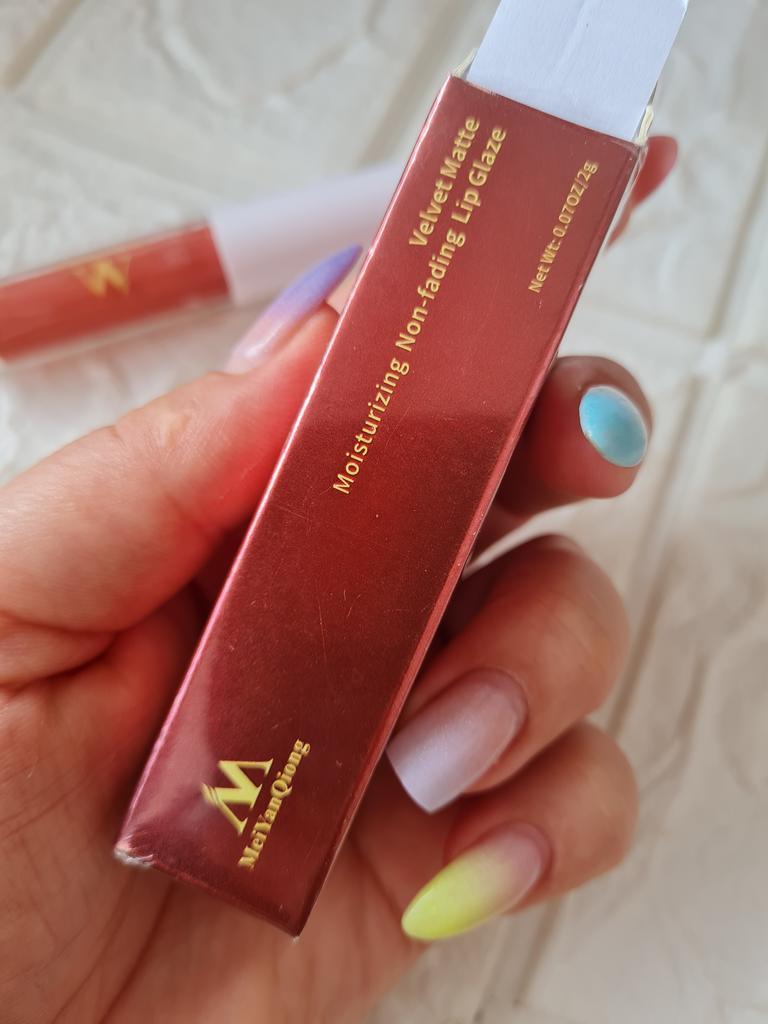 Velvet Matte
Moisturizing Non-fading Lip Glaze
Net Wt: 0.07OZ/2g
M
MeiYanQiong